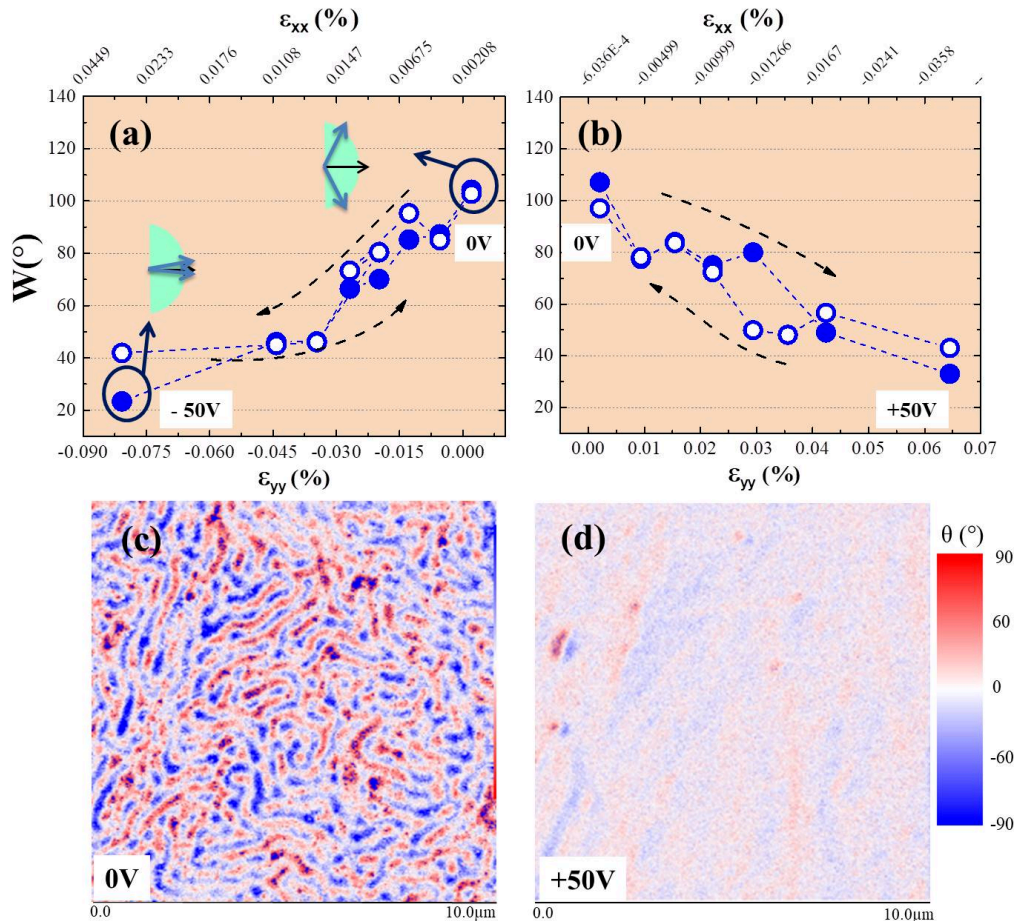 εxx (%)
εxx (%)
0.0449
0.0233
0.0176
0.0108
0.0147
0.00675
0.00208
-6.036E-4
-0.00499
-0.00999
-0.01266
-0.0167
-0.0241
-0.0358
--
140
120
100
80
60
40
20
W(°)
(a)
0V
- 50V
-0.090
-0.075
-0.060
-0.045
-0.030
-0.015
0.000
εyy (%)
140
120
100
80
60
40
20
(b)
0V
+50V
0.00
0.01
0.02
0.03
0.04
0.05
0.06
0.07
εyy (%)
(c)
0V
0.0
10.0µm
(d)
+50V
0.0
10.0µm
θ (°)
90
60
30
0
-60
-90